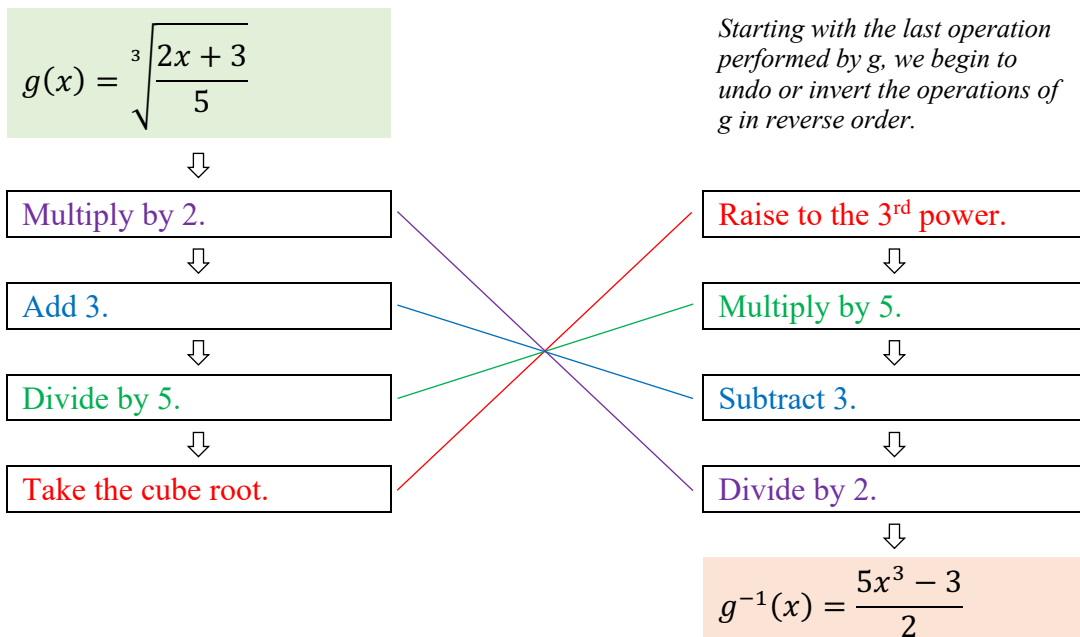 g(x) = ∛((2x + 3)/5)
Starting with the last operation
performed by g, we begin to
undo or invert the operations of
g in reverse order.
Multiply by 2.
Add 3.
Divide by 5.
Take the cube root.
Raise to the 3ʳᵈ power.
Multiply by 5.
Subtract 3.
Divide by 2.
g⁻¹(x) = (5x³ − 3)/2